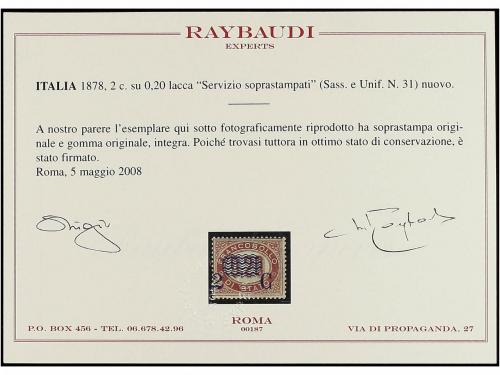 RAYBAUDI
EXPERTS
ITALIA 1878, 2 c. su 0,20 lacca “Servizio soprastampati” (Sass. e Unif. N. 31) nuovo.
A nostro parere l'esemplare qui sotto fotograficamente riprodotto ha soprastampa origi-
nale e gomma originale, integra. Poiché trovasi tuttora in ottimo stato di conservazione, è
stato firmato.
Roma, 5 maggio 2008
FRANCOBOLLO
2 C
DI STATO
ROMA
00187
P.O. BOX 456 - TEL. 06.678.42.96
VIA DI PROPAGANDA, 27